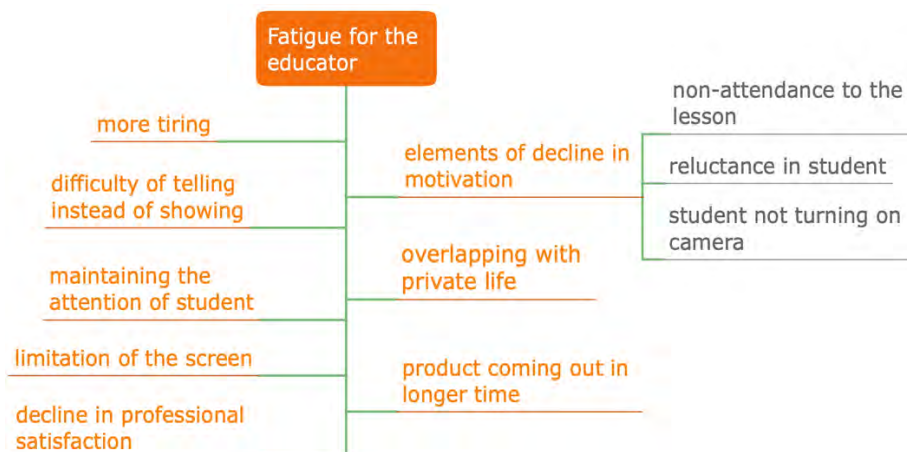 Fatigue for the
educator
more tiring
difficulty of telling
instead of showing
maintaining the
attention of student
limitation of the screen
decline in professional
satisfaction
elements of decline in
motivation
non-attendance to the
lesson
reluctance in student
student not turning on
camera
overlapping with
private life
product coming out in
longer time